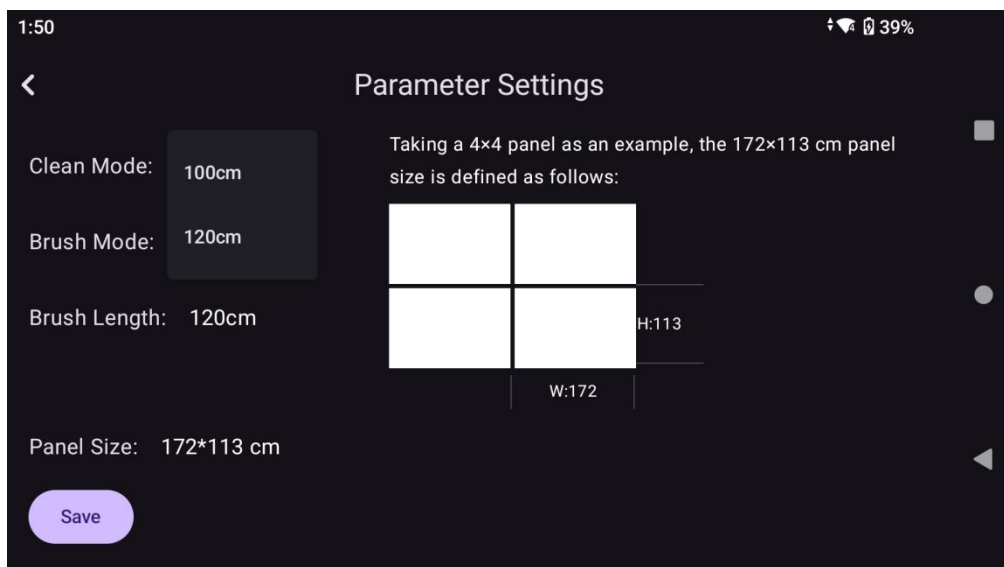 1:50
39%
Parameter Settings
Clean Mode:
100cm
Brush Mode:
120cm
Brush Length:
120cm
Panel Size:
172*113 cm
Save
Taking a 4×4 panel as an example, the 172×113 cm panel
size is defined as follows:
H:113
W:172